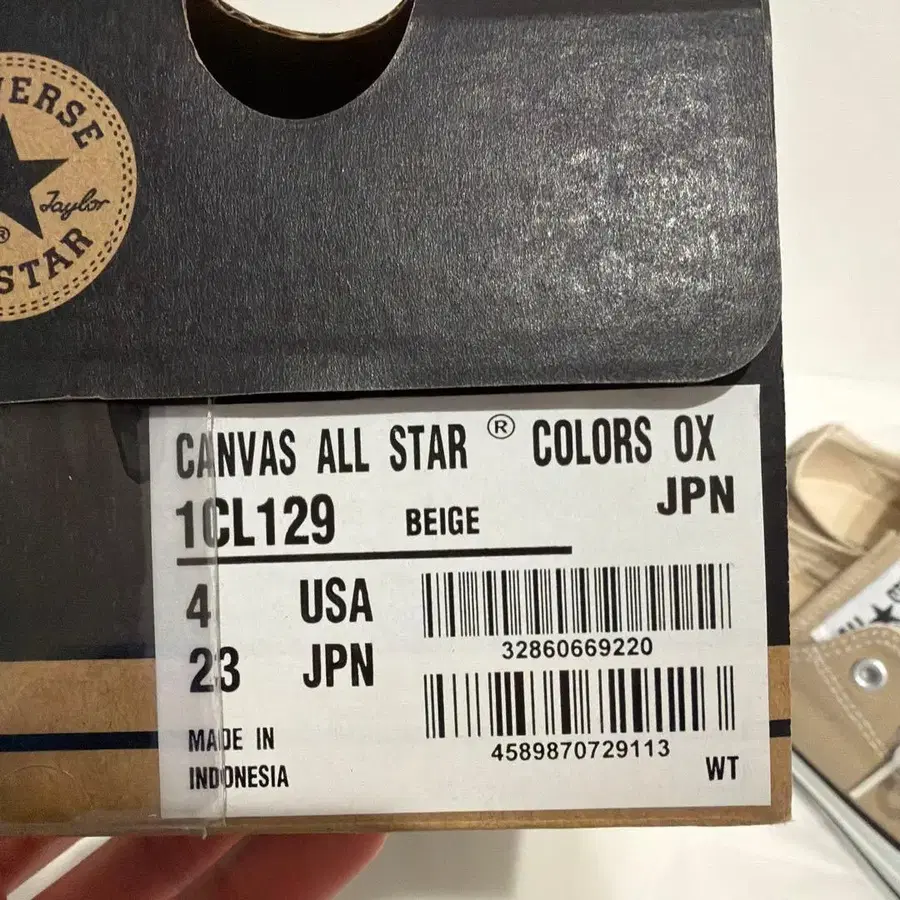 VERSE
Taylor
®
STAR
CANVAS ALL STAR ® COLORS OX
JPN
1CL129 BEIGE
4 USA
32860669220
23 JPN
4589870729113
MADE IN
INDONESIA
WT